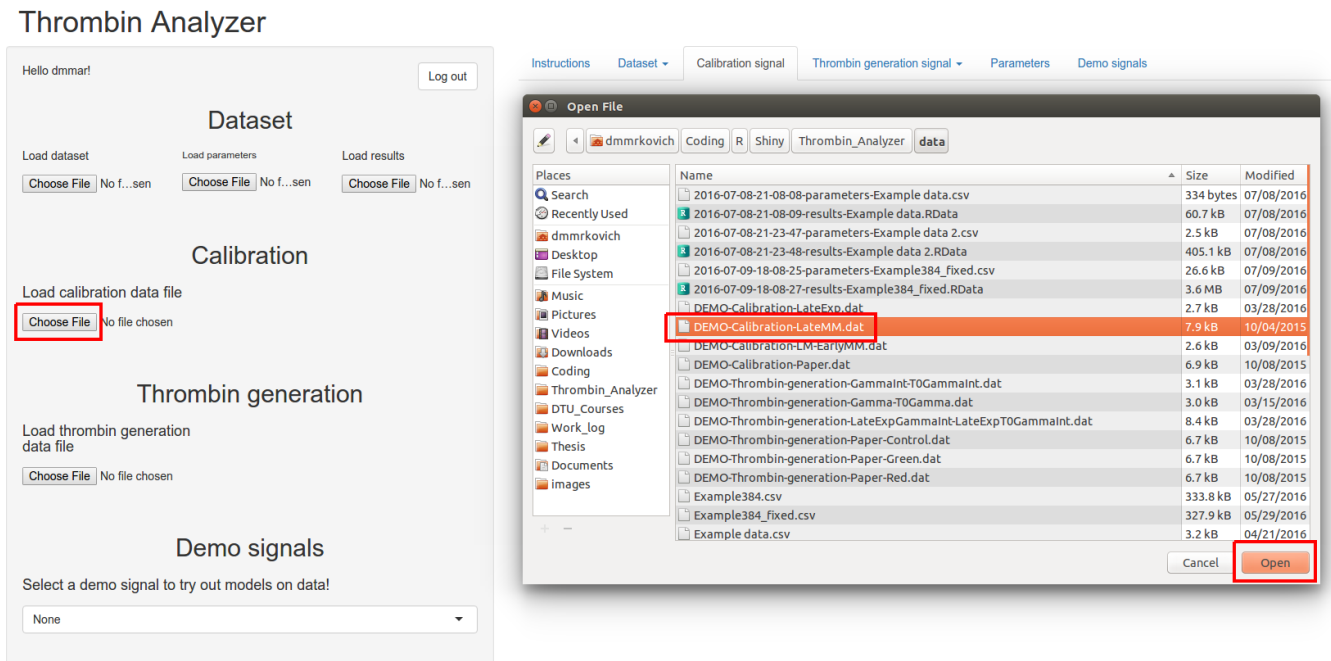 Thrombin Analyzer
Hello dmmar!
Log out
Dataset
Load dataset
Load parameters
Load results
Choose File No f...sen
Choose File No f...sen
Choose File No f...sen
Calibration
Load calibration data file
Choose File No file chosen
Thrombin generation
Load thrombin generation
data file
Choose File No file chosen
Demo signals
Select a demo signal to try out models on data!
None
Instructions Dataset Calibration signal Thrombin generation signal Parameters Demo signals
Open File
dmmrkovich Coding R Shiny Thrombin_Analyzer data
Places
Search
Recently Used
dmmrkovich
Desktop
File System
Music
Pictures
Videos
Downloads
Coding
Thrombin_Analyzer
DTU_Courses
Work_log
Thesis
Documents
images
Name Size Modified
2016-07-08-21-08-08-parameters-Example data.csv 334 bytes 07/08/2016
R 2016-07-08-21-08-09-results-Example data.RData 60.7 kB 07/08/2016
2016-07-08-21-23-47-parameters-Example data 2.csv 2.5 kB 07/08/2016
R 2016-07-08-21-23-48-results-Example data 2.RData 405.1 kB 07/08/2016
2016-07-09-18-08-25-parameters-Example384_fixed.csv 26.6 kB 07/09/2016
R 2016-07-09-18-08-27-results-Example384_fixed.RData 3.6 MB 07/09/2016
DEMO-Calibration-LateExp.dat 2.7 kB 03/28/2016
DEMO-Calibration-LateMM.dat 7.9 kB 10/04/2015
DEMO-Calibration-LM-EarlyMM.dat 2.6 kB 03/09/2016
DEMO-Calibration-Paper.dat 6.9 kB 10/08/2015
DEMO-Thrombin-generation-GammaInt-T0GammaInt.dat 3.1 kB 03/28/2016
DEMO-Thrombin-generation-Gamma-T0Gamma.dat 3.0 kB 03/15/2016
DEMO-Thrombin-generation-LateExpGammaInt-LateExpT0GammaInt.dat 8.4 kB 03/28/2016
DEMO-Thrombin-generation-Paper-Control.dat 6.7 kB 10/08/2015
DEMO-Thrombin-generation-Paper-Green.dat 6.7 kB 10/08/2015
DEMO-Thrombin-generation-Paper-Red.dat 6.7 kB 10/08/2015
Example384.csv 333.8 kB 05/27/2016
Example384_fixed.csv 327.9 kB 05/29/2016
Example data.csv 3.2 kB 04/21/2016
Cancel Open